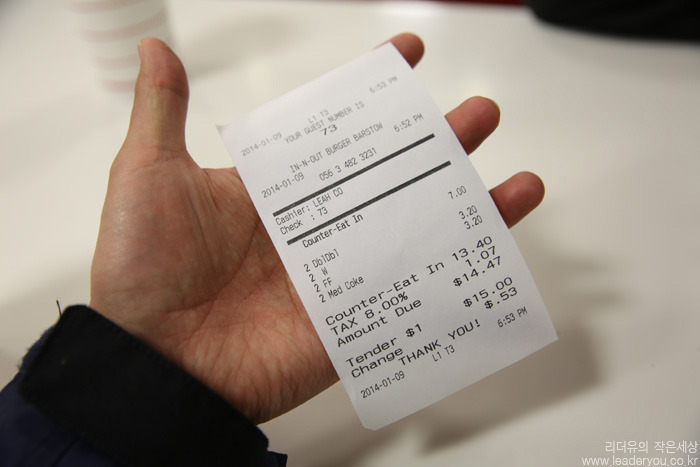 L1 T3
2014-01-09 6:53 PM
YOUR GUEST NUMBER IS
73
IN-N-OUT BURGER BARSTOW
2014-01-09 6:52 PM
056 3 482 3231
Cashier: LEAH CO
Check : 73
Counter-Eat In
2 DblDbl 7.00
2 W
2 FF 3.20
2 Med Coke 3.20
Counter-Eat In 13.40
TAX 8.00% 1.07
Amount Due $14.47
Tender $1 $15.00
Change $.53
THANK YOU!
2014-01-09 L1 T3 6:53 PM
리더유의 작은세상
www.leaderyou.co.kr